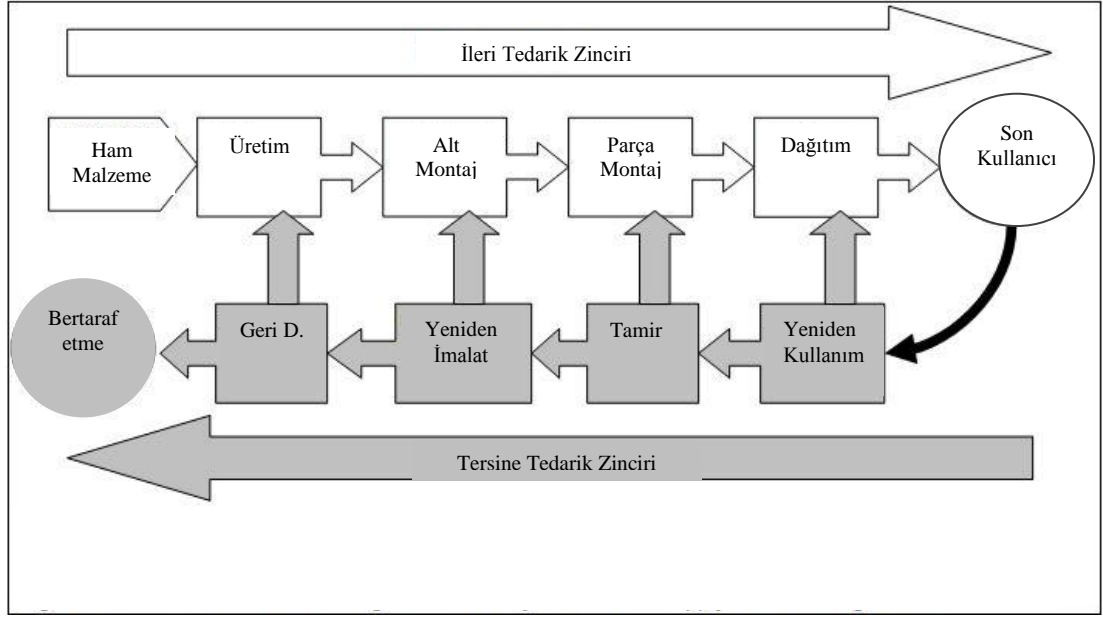 İleri Tedarik Zinciri
Ham
Malzeme
Üretim
Alt
Montaj
Parça
Montaj
Dağıtım
Son
Kullanıcı
Bertaraf
etme
Geri D.
Yeniden
İmalat
Tamir
Yeniden
Kullanım
Tersine Tedarik Zinciri